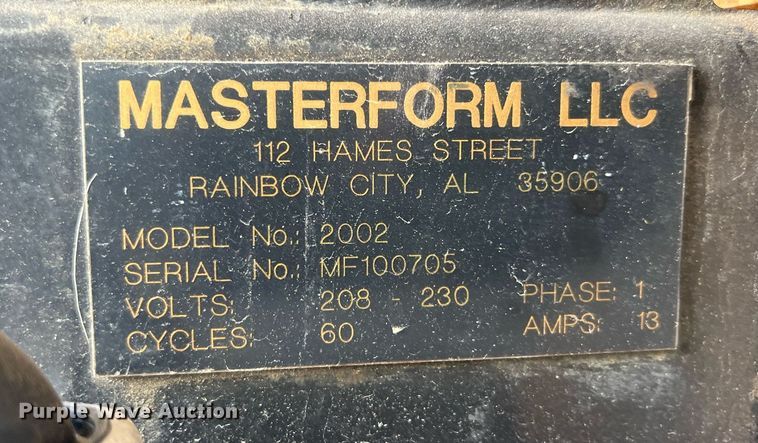 MASTERFORM LLC
112 HAMES STREET
RAINBOW CITY, AL 35906
MODEL No.: 2002
SERIAL No.: MF100705
VOLTS: 208 - 230 PHASE: 1
CYCLES: 60 AMPS: 13
Purple Wave Auction